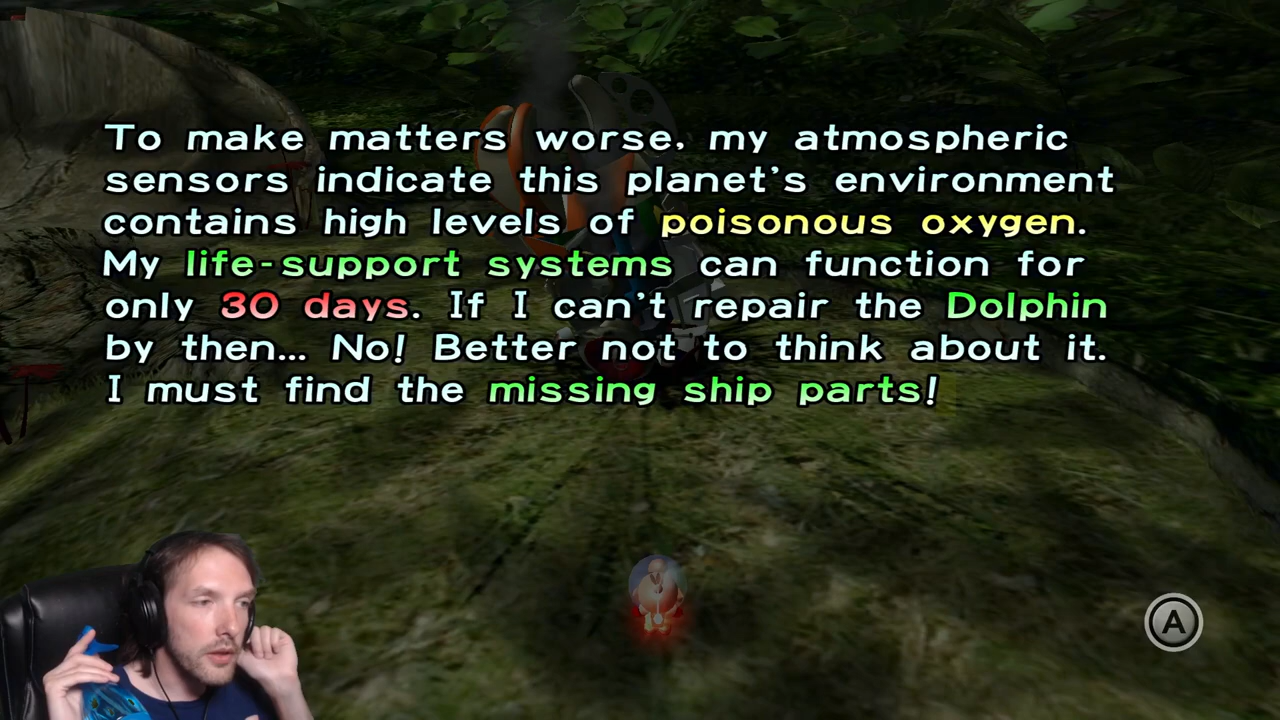 To make matters worse, my atmospheric
sensors indicate this planet's environment
contains high levels of poisonous oxygen.
My life-support systems can function for
only 30 days. If I can't repair the Dolphin
by then... No! Better not to think about it.
I must find the missing ship parts!
A